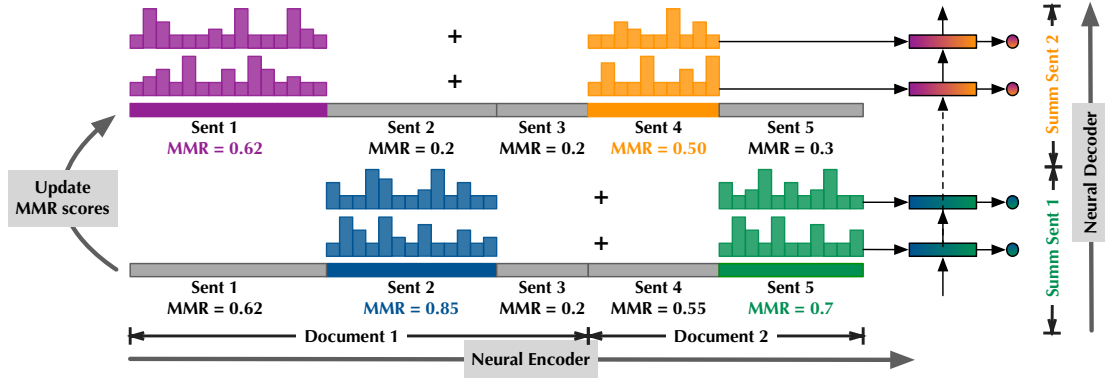 +
+
Sent 1 Sent 2 Sent 3 Sent 4 Sent 5
MMR = 0.62 MMR = 0.2 MMR = 0.2 MMR = 0.50 MMR = 0.3
Update
MMR scores
+
+
Sent 1 Sent 2 Sent 3 Sent 4 Sent 5
MMR = 0.62 MMR = 0.85 MMR = 0.2 MMR = 0.55 MMR = 0.7
Document 1 Document 2
Neural Encoder
Summ Sent 2
Summ Sent 1
Neural Decoder